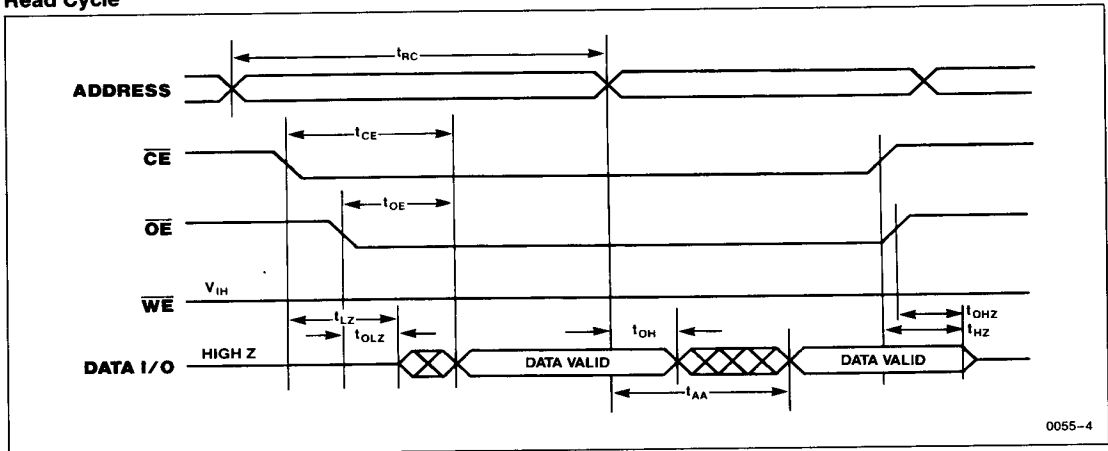 Read Cycle
tRC
ADDRESS
tCE
CE
tOE
OE
VIH
WE
tLZ
tOLZ
tOH
tOHZ
tHZ
HIGH Z
DATA I/O
DATA VALID
DATA VALID
tAA
0055-4